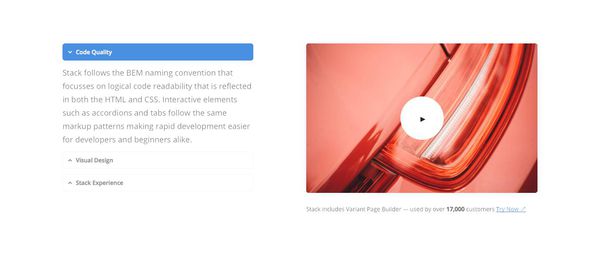 Code Quality
Stack follows the BEM naming convention that
focusses on logical code readability that is reflected
in both the HTML and CSS. Interactive elements
such as accordions and tabs follow the same
markup patterns making rapid development easier
for developers and beginners alike.
Visual Design
Stack Experience
Stack includes Variant Page Builder — used by over 17,000 customers Try Now ↗